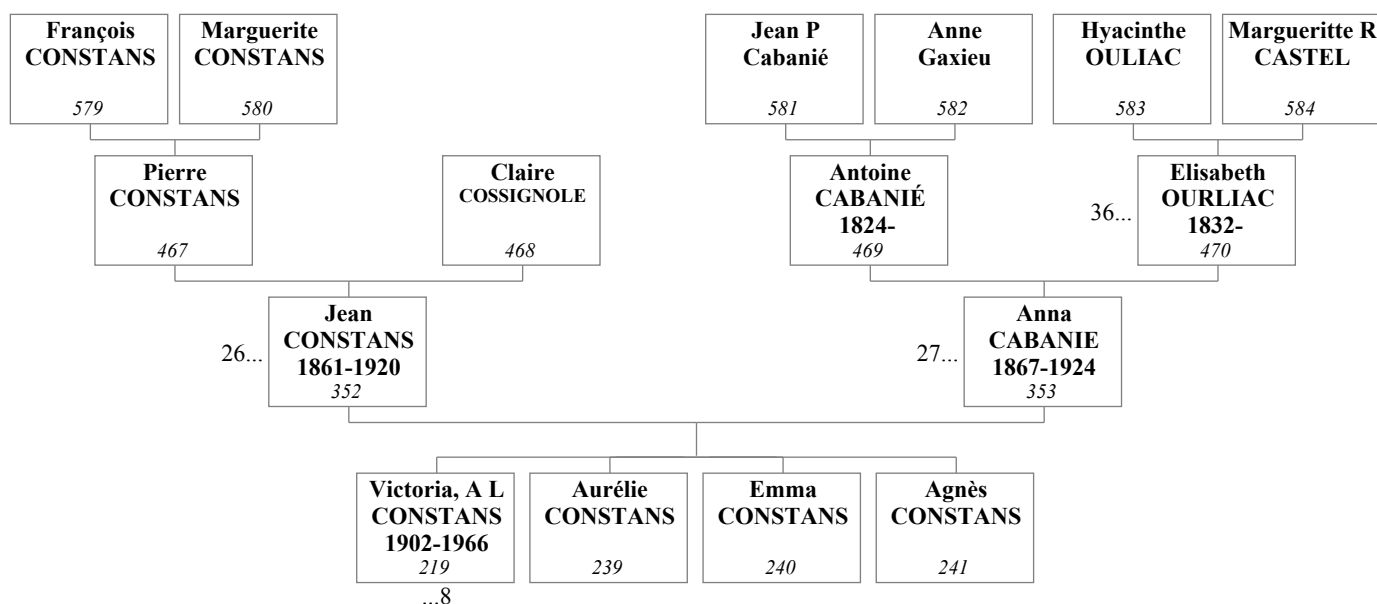 François
CONSTANS
579
Marguerite
CONSTANS
580
Jean P
Cabanié
581
Anne
Gaxieu
582
Hyacinthe
OULIAC
583
Margueritte R
CASTEL
584
Pierre
CONSTANS
467
Claire
COSSIGNOLE
468
Antoine
CABANIÉ
1824-
469
36...
Elisabeth
OURLIAC
1832-
470
26...
Jean
CONSTANS
1861-1920
352
27...
Anna
CABANIE
1867-1924
353
Victoria, A L
CONSTANS
1902-1966
219
...8
Aurélie
CONSTANS
239
Emma
CONSTANS
240
Agnès
CONSTANS
241